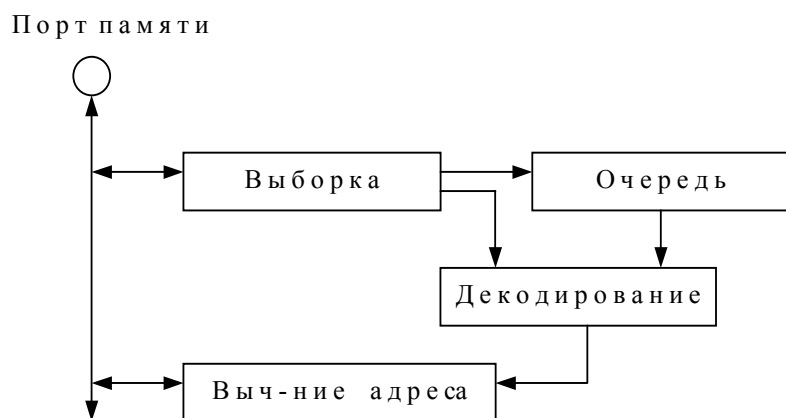 Порт памяти
Выборка
Очередь
Декодирование
Выч-ние адреса